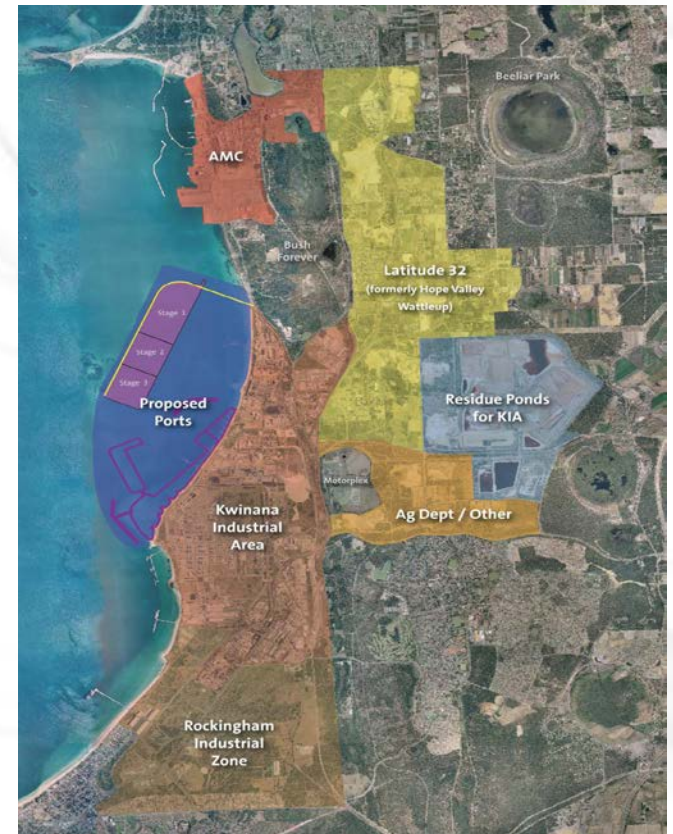 Beeliar Park
AMC
Bush
Forever
Latitude 32
(formerly Hope Valley
Wattleup)
Stage 1
Stage 2
Stage 3
Proposed
Ports
Residue Ponds
for KIA
Motorplex
Kwinana
Industrial
Area
Ag Dept / Other
Rockingham
Industrial
Zone